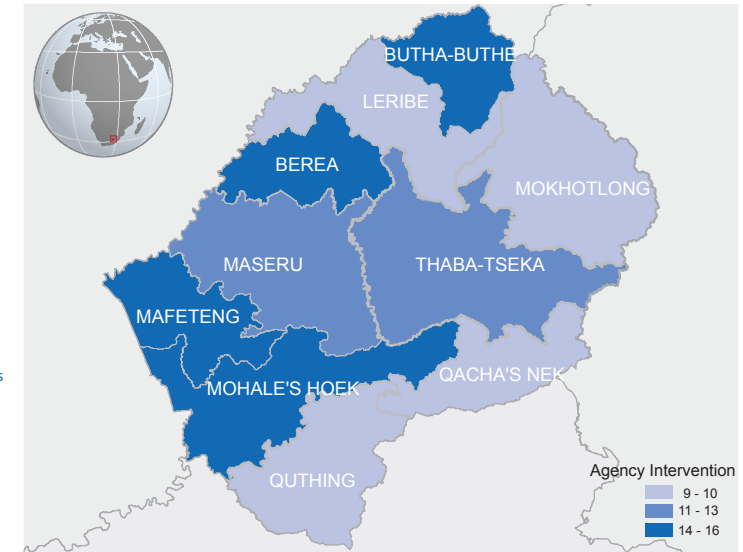 BUTHA-BUTHE
LERIBE
BEREA
MOKHOTLONG
MASERU
THABA-TSEKA
MAFETENG
s
MOHALE'S HOEK
QACHA'S NEK
QUTHING
Agency Intervention
9 - 10
11 - 13
14 - 16